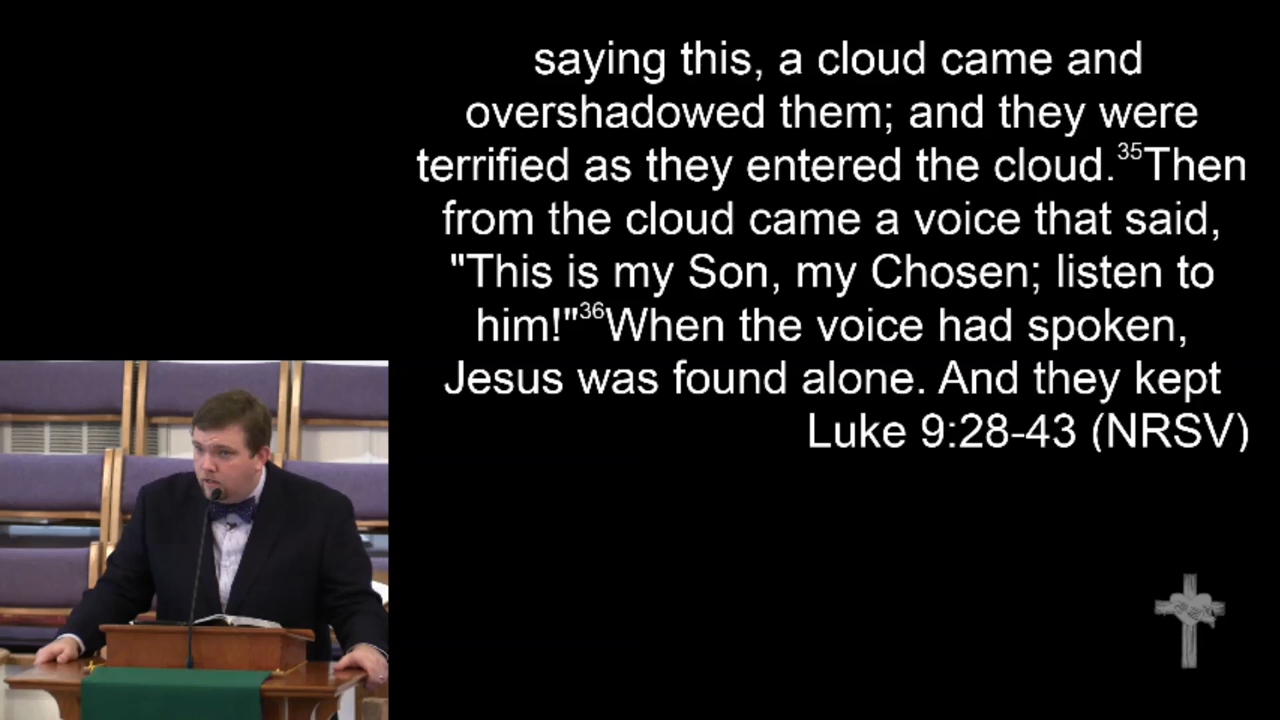 saying this, a cloud came and
overshadowed them; and they were
terrified as they entered the cloud.³⁵Then
from the cloud came a voice that said,
"This is my Son, my Chosen; listen to
him!"³⁶When the voice had spoken,
Jesus was found alone. And they kept
Luke 9:28-43 (NRSV)